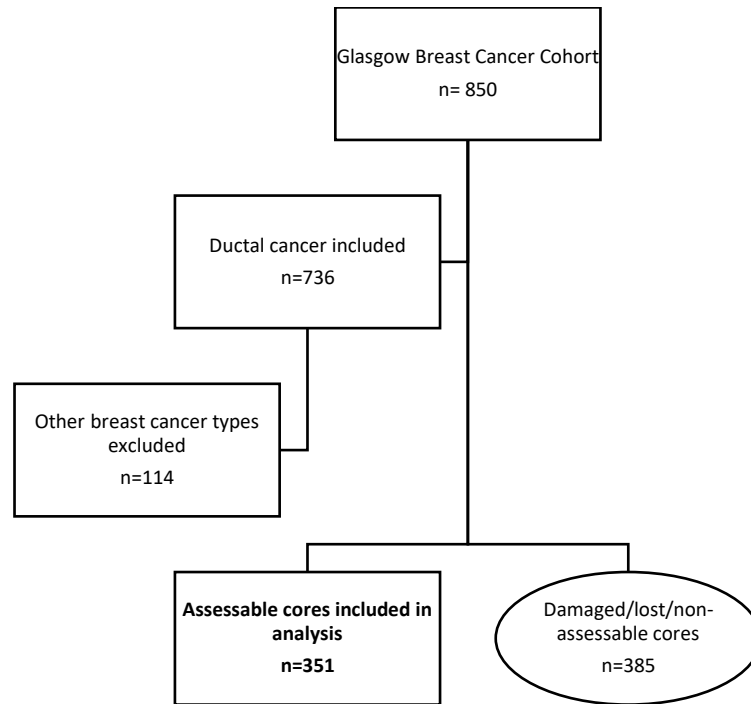 Glasgow Breast Cancer Cohort
n= 850
Ductal cancer included
n=736
Other breast cancer types
excluded
n=114
Assessable cores included in
analysis
n=351
Damaged/lost/non-
assessable cores
n=385